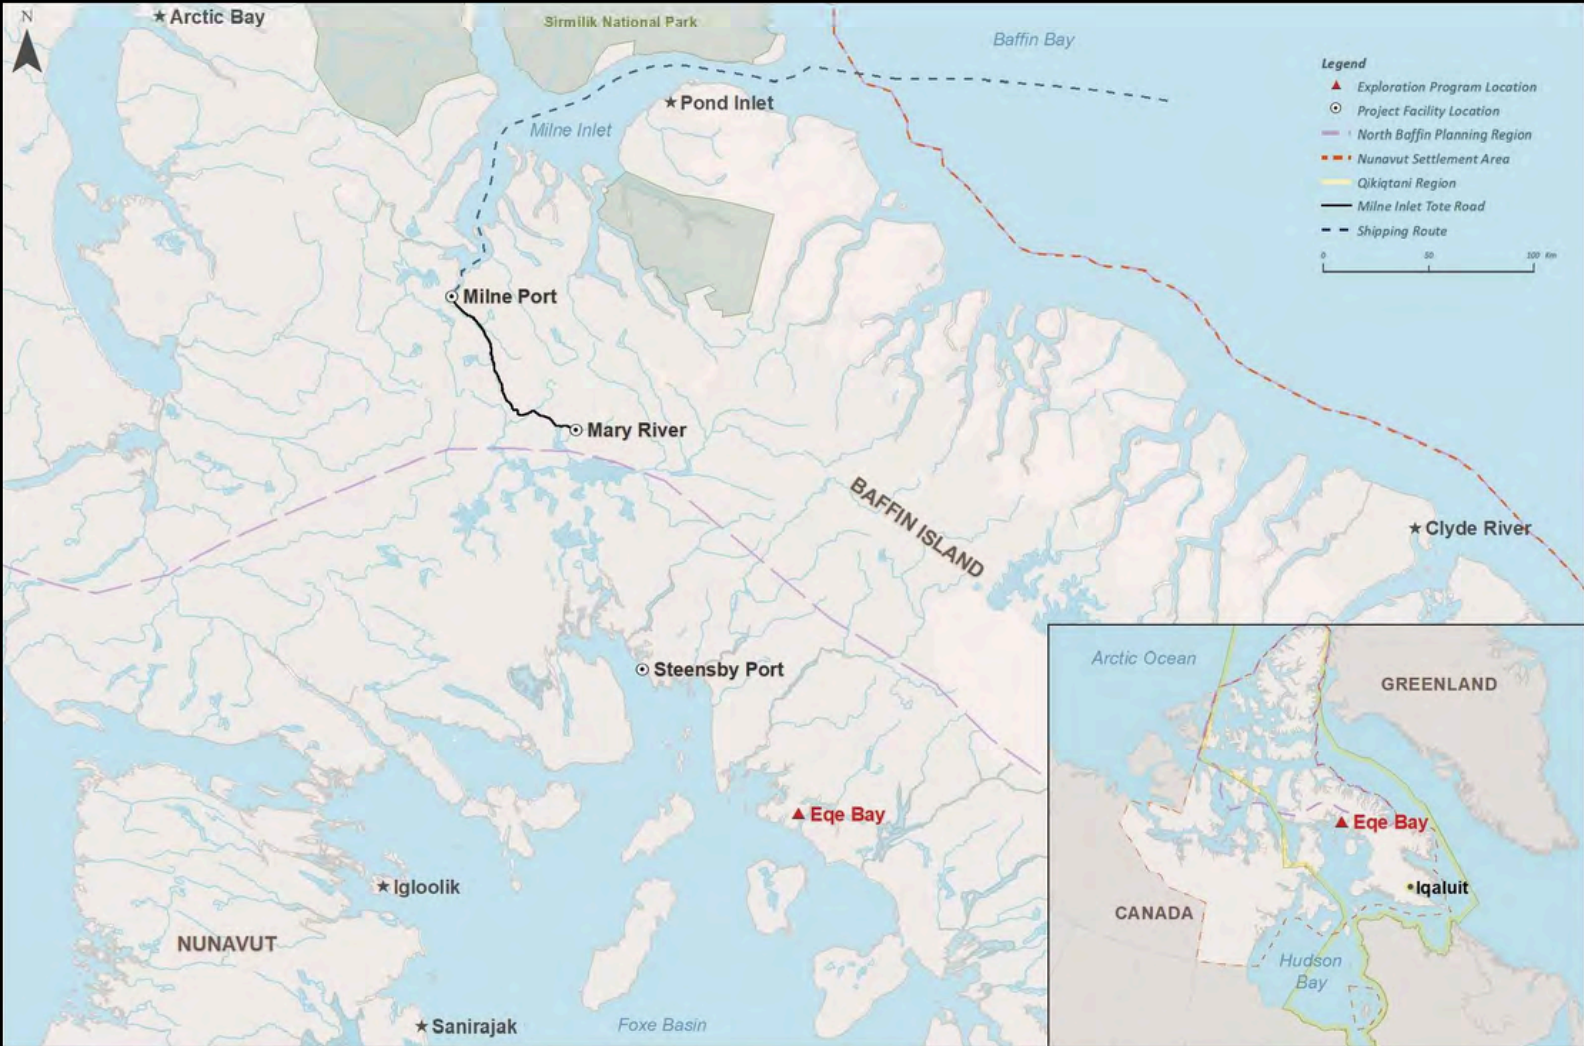 N
Arctic Bay
Sirmilik National Park
Baffin Bay
Legend
Exploration Program Location
Project Facility Location
North Baffin Planning Region
Nunavut Settlement Area
Qikiqtani Region
Milne Inlet Tote Road
Shipping Route
0 50 100 Km
Pond Inlet
Milne Inlet
Milne Port
Mary River
BAFFIN ISLAND
Clyde River
Steensby Port
Eqe Bay
Igloolik
NUNAVUT
Sanirajak
Foxe Basin
Arctic Ocean
GREENLAND
Eqe Bay
Iqaluit
CANADA
Hudson
Bay